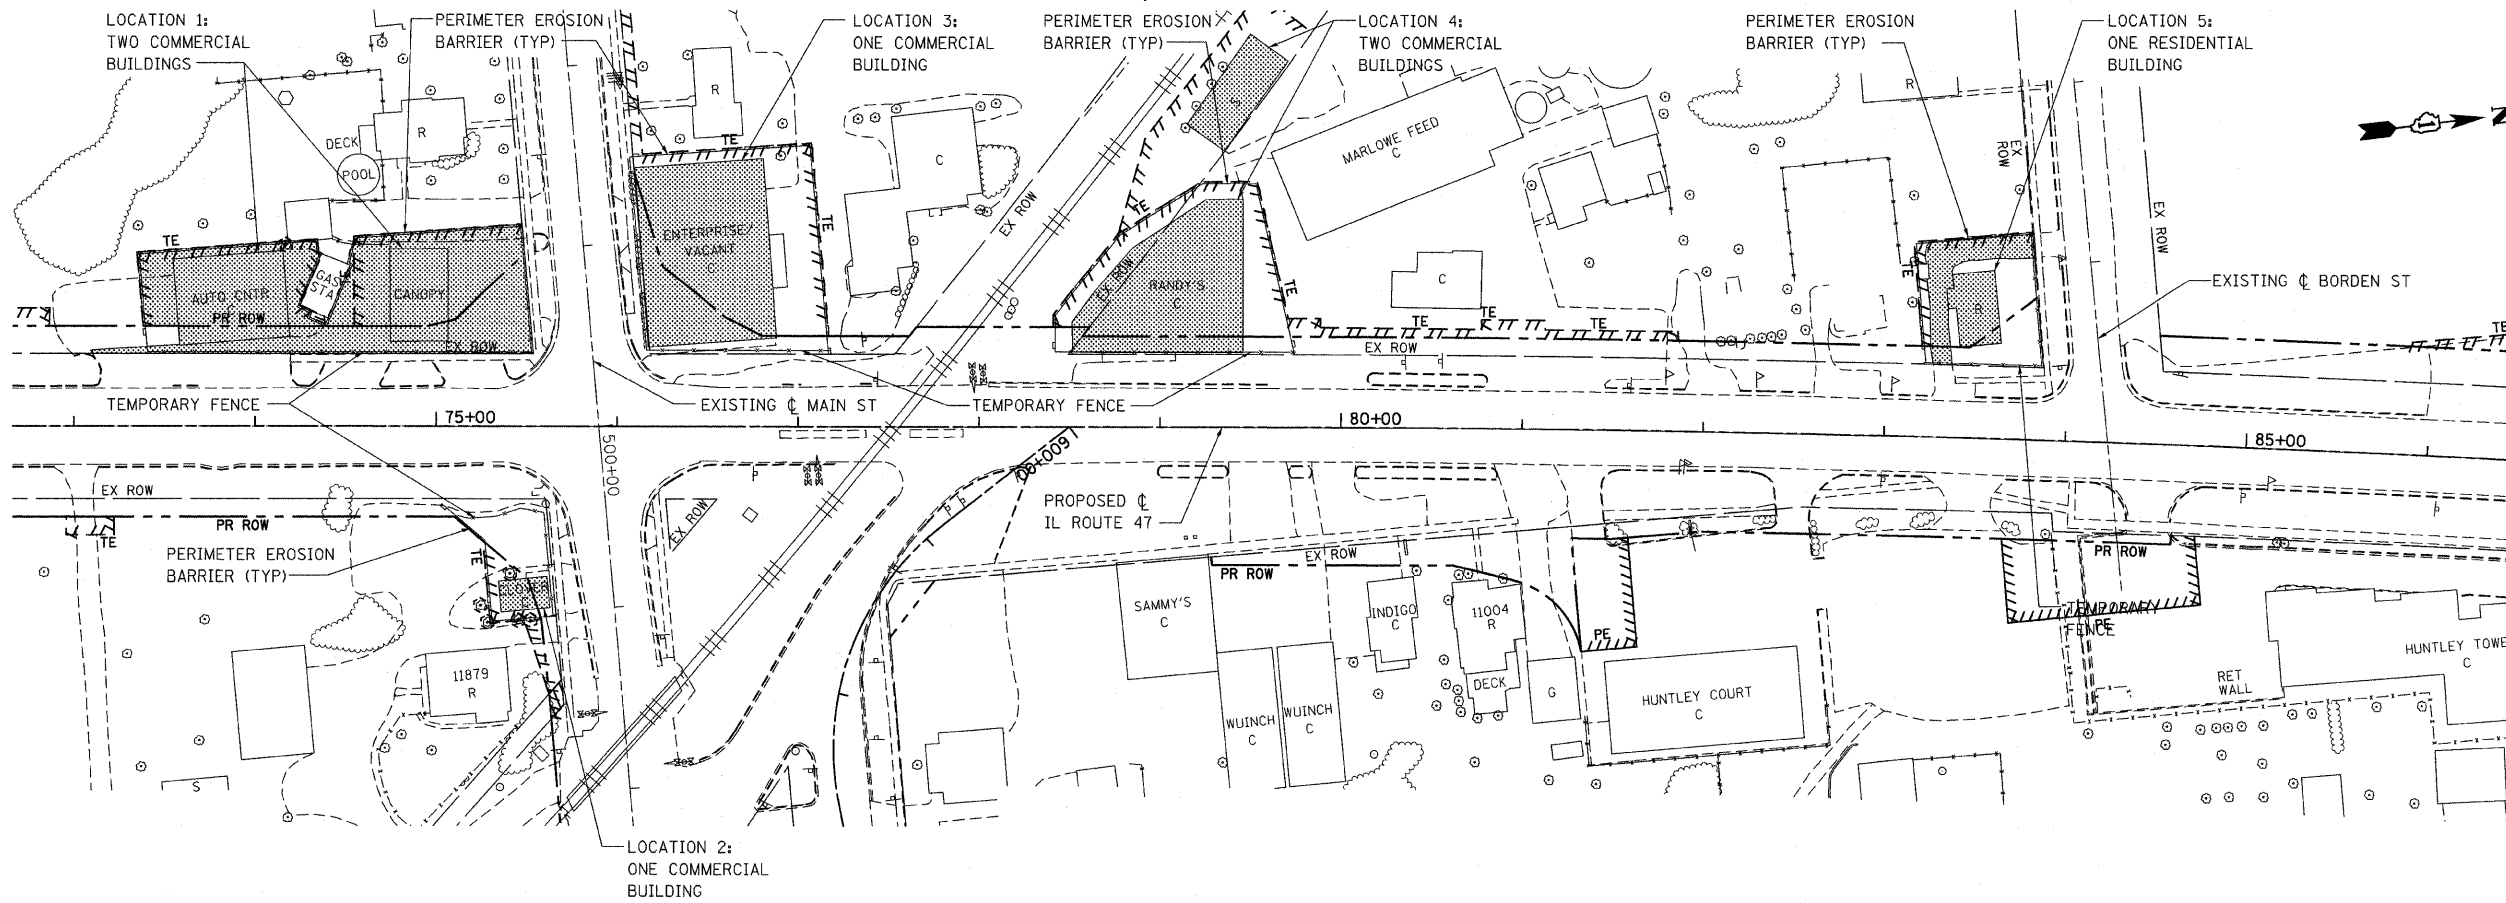 LOCATION 1:
TWO COMMERCIAL
BUILDINGS
PERIMETER EROSION
BARRIER (TYP)
LOCATION 3:
ONE COMMERCIAL
BUILDING
PERIMETER EROSION
BARRIER (TYP)
LOCATION 4:
TWO COMMERCIAL
BUILDINGS
PERIMETER EROSION
BARRIER (TYP)
LOCATION 5:
ONE RESIDENTIAL
BUILDING
R
R
R
S
DECK
POOL
TE
C
MARLOWE FEED
C
EX
ROW
N
TE
TE
ENTERPRISE/
VACANT
C
TE
EX ROW
TE
EX ROW
RANDY'S
C
TE
C
TE
EX ROW
AUTO CNTR
GAS
STA
CANOPY
R
EXISTING ℄ BORDEN ST
PR ROW
EX ROW
TE
TE
TE
EX ROW
TE
TEMPORARY FENCE
EXISTING ℄ MAIN ST
TEMPORARY FENCE
75+00
80+00
85+00
500+00
600+00
EX ROW
PR ROW
TE
EX ROW
PROPOSED ℄
IL ROUTE 47
PERIMETER EROSION
BARRIER (TYP)
TE
EX ROW
PR ROW
PR ROW
SAMMY'S
C
INDIGO
C
11004
R
PE
TEMPORARY
FENCE
PE
11879
R
DECK
G
HUNTLEY COURT
C
RET
WALL
HUNTLEY TOWE
C
WUINCH
C
WUINCH
C
S
LOCATION 2:
ONE COMMERCIAL
BUILDING